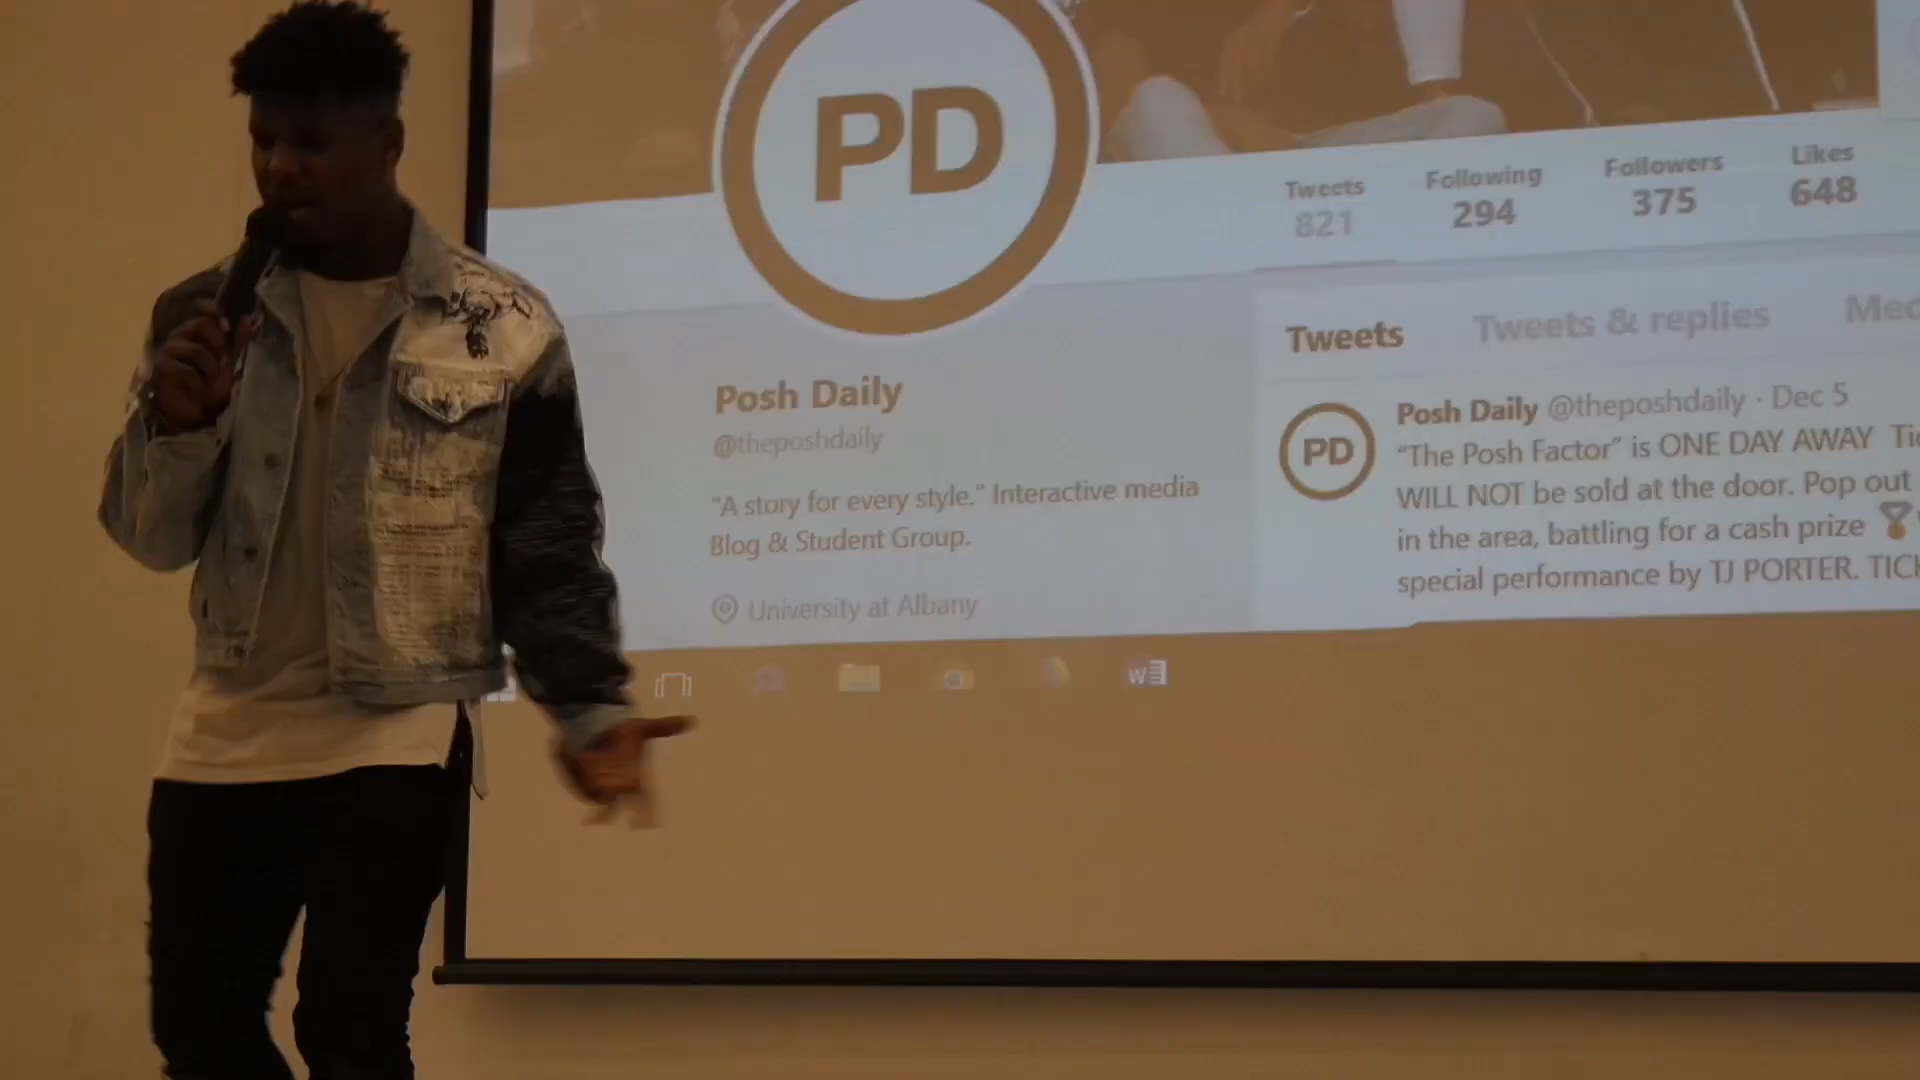 PD
Tweets Following Followers Likes
821 294 375 648
Tweets Tweets & replies
Posh Daily
@theposhdaily
"A story for every style." Interactive media
Blog & Student Group.
University at Albany
PD
Posh Daily @theposhdaily · Dec 5
“The Posh Factor” is ONE DAY AWAY
WILL NOT be sold at the door. Pop out
in the area, battling for a cash prize
special performance by TJ PORTER.
W